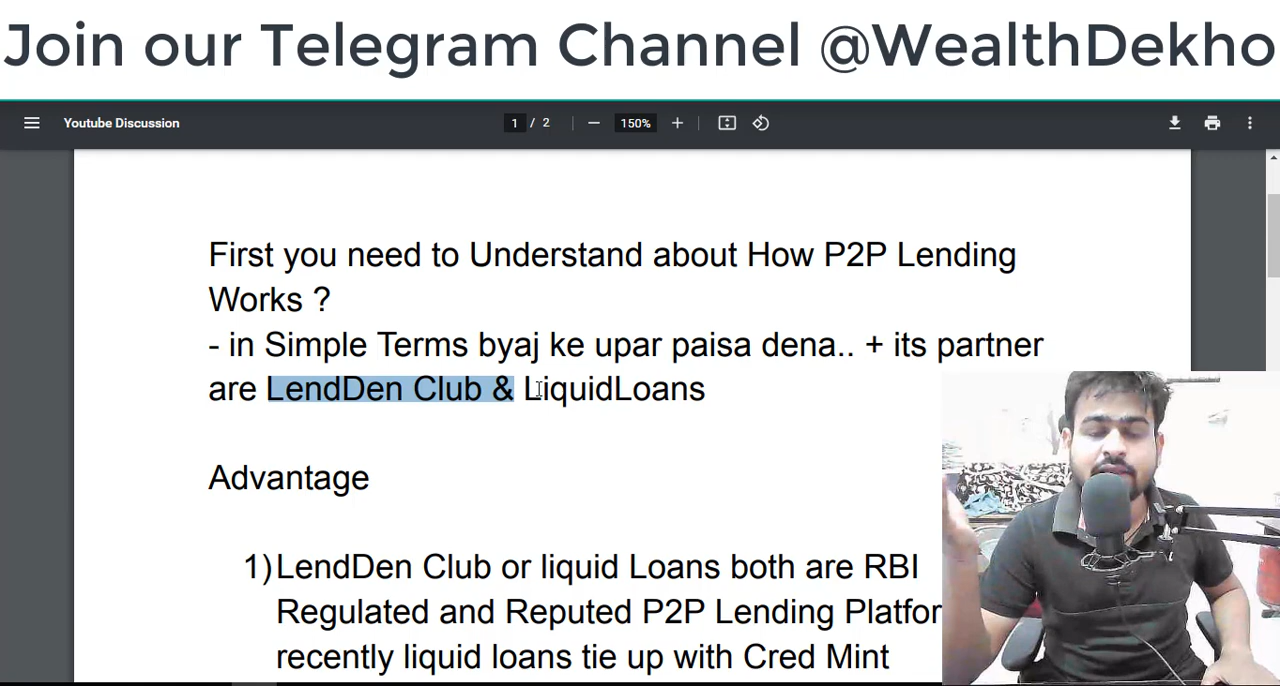 Join our Telegram Channel @WealthDekho
Youtube Discussion
1 / 2
150%
First you need to Understand about How P2P Lending
Works ?
- in Simple Terms byaj ke upar paisa dena.. + its partner
are LendDen Club & LiquidLoans
Advantage
1) LendDen Club or liquid Loans both are RBI
Regulated and Reputed P2P Lending Platfor
recently liquid loans tie up with Cred Mint